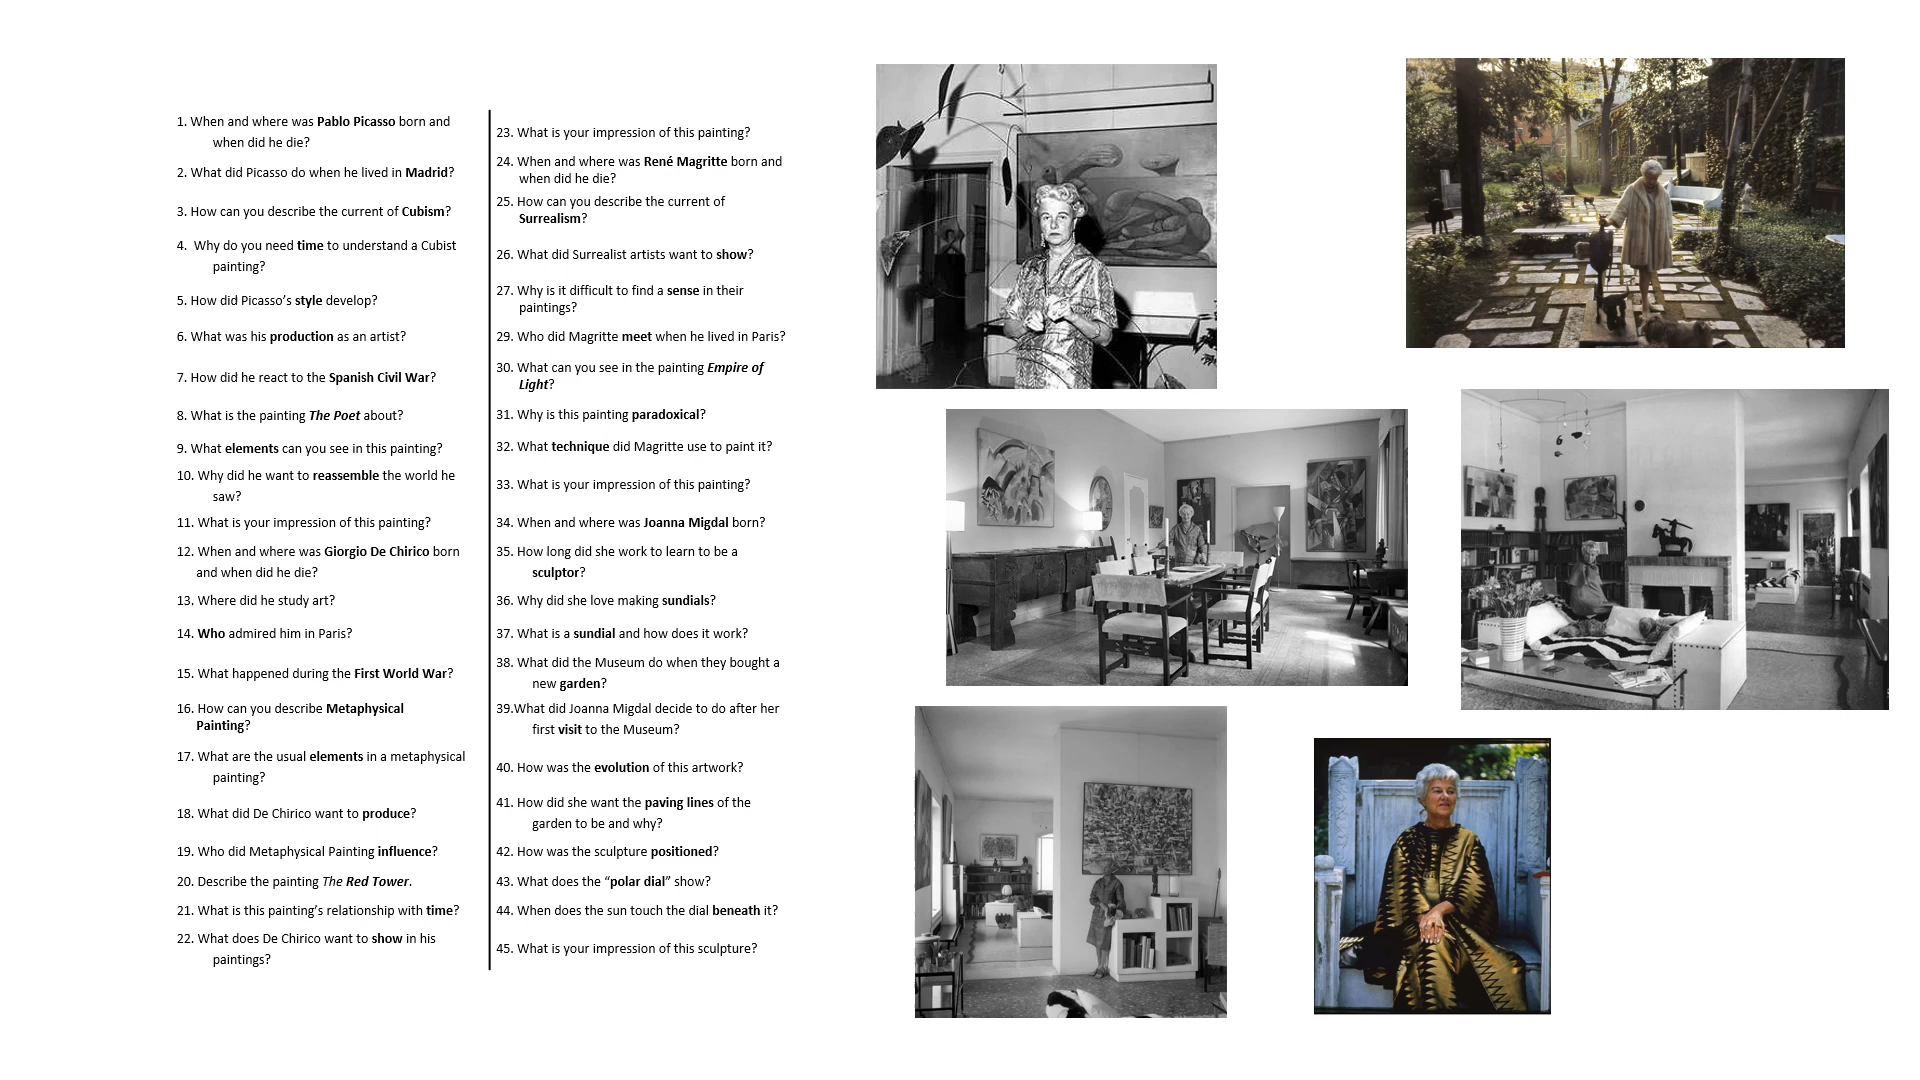 1. When and where was Pablo Picasso born and
when did he die?
2. What did Picasso do when he lived in Madrid?
3. How can you describe the current of Cubism?
4. Why do you need time to understand a Cubist
painting?
5. How did Picasso’s style develop?
6. What was his production as an artist?
7. How did he react to the Spanish Civil War?
8. What is the painting The Poet about?
9. What elements can you see in this painting?
10. Why did he want to reassemble the world he
saw?
11. What is your impression of this painting?
12. When and where was Giorgio De Chirico born
and when did he die?
13. Where did he study art?
14. Who admired him in Paris?
15. What happened during the First World War?
16. How can you describe Metaphysical
Painting?
17. What are the usual elements in a metaphysical
painting?
18. What did De Chirico want to produce?
19. Who did Metaphysical Painting influence?
20. Describe the painting The Red Tower.
21. What is this painting’s relationship with time?
22. What does De Chirico want to show in his
paintings?
23. What is your impression of this painting?
24. When and where was René Magritte born and
when did he die?
25. How can you describe the current of
Surrealism?
26. What did Surrealist artists want to show?
27. Why is it difficult to find a sense in their
paintings?
29. Who did Magritte meet when he lived in Paris?
30. What can you see in the painting Empire of
Light?
31. Why is this painting paradoxical?
32. What technique did Magritte use to paint it?
33. What is your impression of this painting?
34. When and where was Joanna Migdal born?
35. How long did she work to learn to be a
sculptor?
36. Why did she love making sundials?
37. What is a sundial and how does it work?
38. What did the Museum do when they bought a
new garden?
39.What did Joanna Migdal decide to do after her
first visit to the Museum?
40. How was the evolution of this artwork?
41. How did she want the paving lines of the
garden to be and why?
42. How was the sculpture positioned?
43. What does the “polar dial” show?
44. When does the sun touch the dial beneath it?
45. What is your impression of this sculpture?